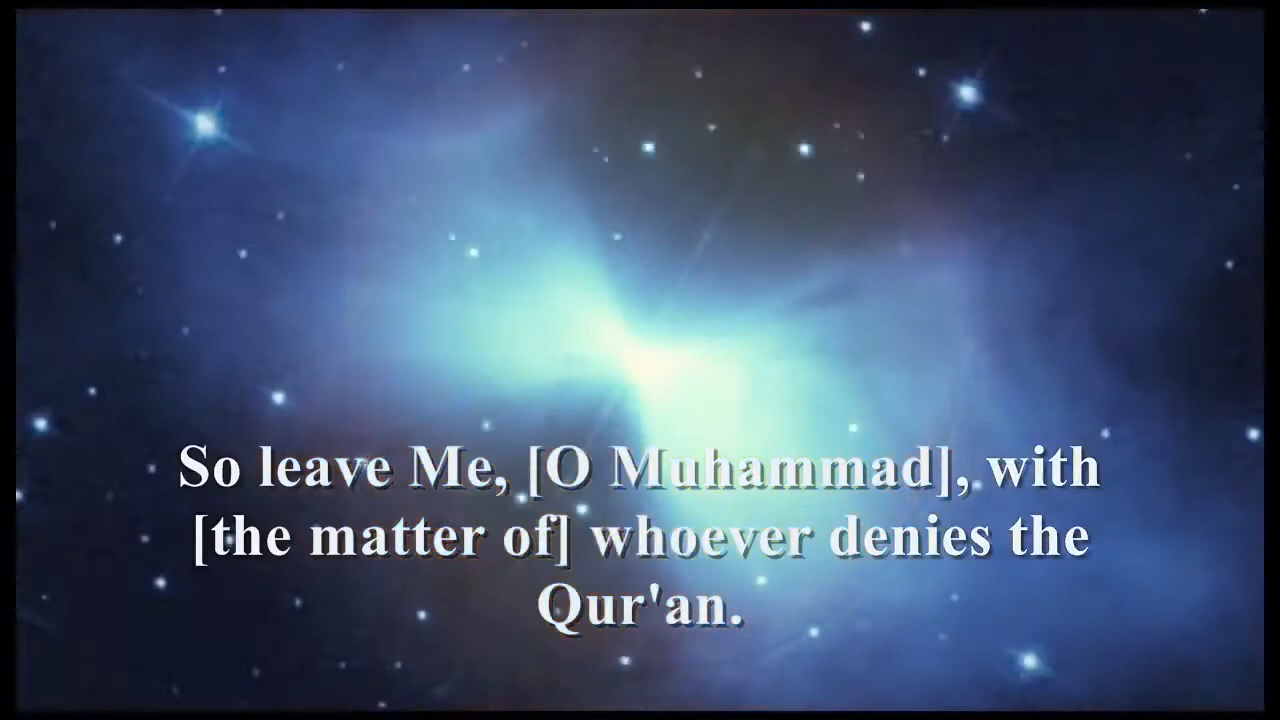 So leave Me, [O Muhammad], with
[the matter of] whoever denies the
Qur'an.